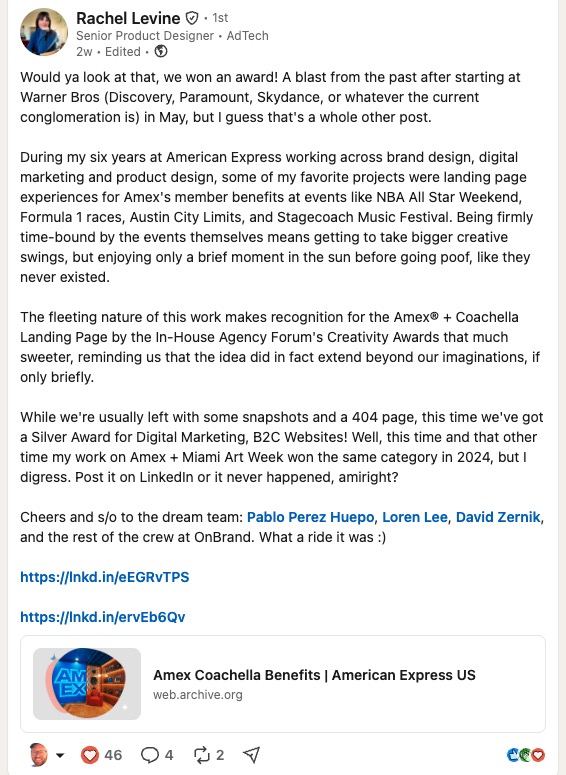 Rachel Levine • 1st
Senior Product Designer • AdTech
2w • Edited •
Would ya look at that, we won an award! A blast from the past after starting at
Warner Bros (Discovery, Paramount, Skydance, or whatever the current
conglomeration is) in May, but I guess that's a whole other post.
During my six years at American Express working across brand design, digital
marketing and product design, some of my favorite projects were landing page
experiences for Amex's member benefits at events like NBA All Star Weekend,
Formula 1 races, Austin City Limits, and Stagecoach Music Festival. Being firmly
time-bound by the events themselves means getting to take bigger creative
swings, but enjoying only a brief moment in the sun before going poof, like they
never existed.
The fleeting nature of this work makes recognition for the Amex® + Coachella
Landing Page by the In-House Agency Forum's Creativity Awards that much
sweeter, reminding us that the idea did in fact extend beyond our imaginations, if
only briefly.
While we're usually left with some snapshots and a 404 page, this time we've got
a Silver Award for Digital Marketing, B2C Websites! Well, this time and that other
time my work on Amex + Miami Art Week won the same category in 2024, but I
digress. Post it on LinkedIn or it never happened, amiright?
Cheers and s/o to the dream team: Pablo Perez Huepo, Loren Lee, David Zernik,
and the rest of the crew at OnBrand. What a ride it was :)
https://lnkd.in/eEGRvTPS
https://lnkd.in/ervEb6Qv
AM
EX
Amex Coachella Benefits | American Express US
web.archive.org
46 4 2